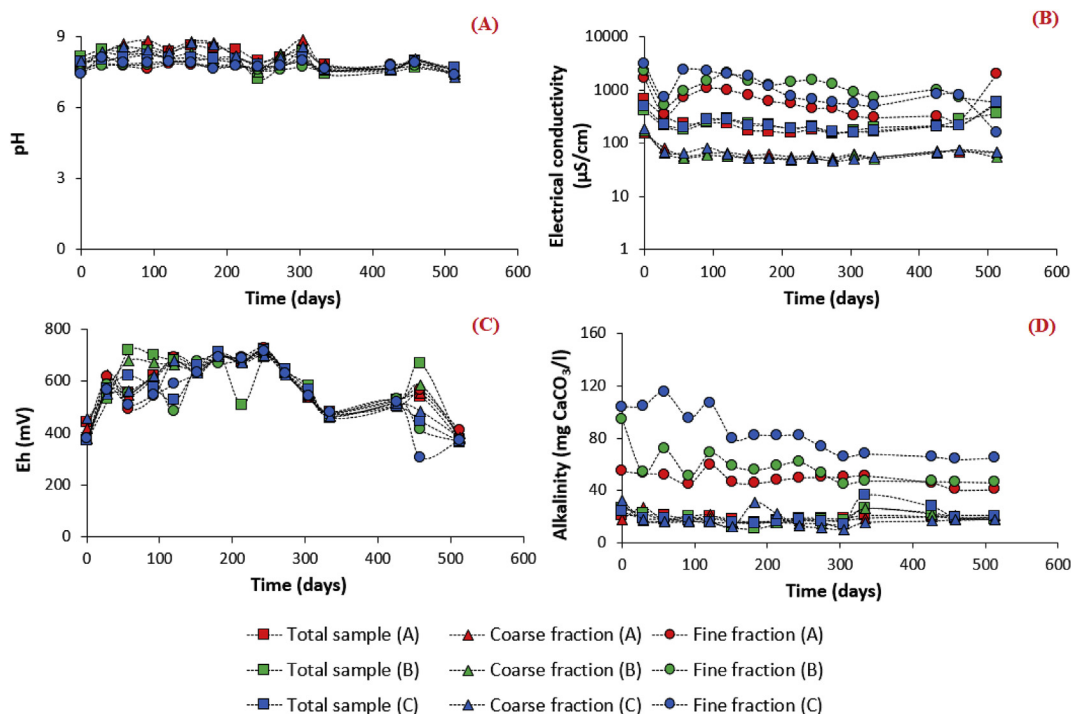 (A)
9
8
7
4
0
pH
0 100 200 300 400 500 600
Time (days)
(B)
10000
1000
100
10
1
Electrical conductivity
(µS/cm)
0 100 200 300 400 500 600
Time (days)
(C)
800
600
400
200
0
Eh (mV)
0 100 200 300 400 500 600
Time (days)
(D)
160
120
80
40
0
Alkalinity (mg CaCO₃/l)
0 100 200 300 400 500 600
Time (days)
Total sample (A) Coarse fraction (A) Fine fraction (A)
Total sample (B) Coarse fraction (B) Fine fraction (B)
Total sample (C) Coarse fraction (C) Fine fraction (C)